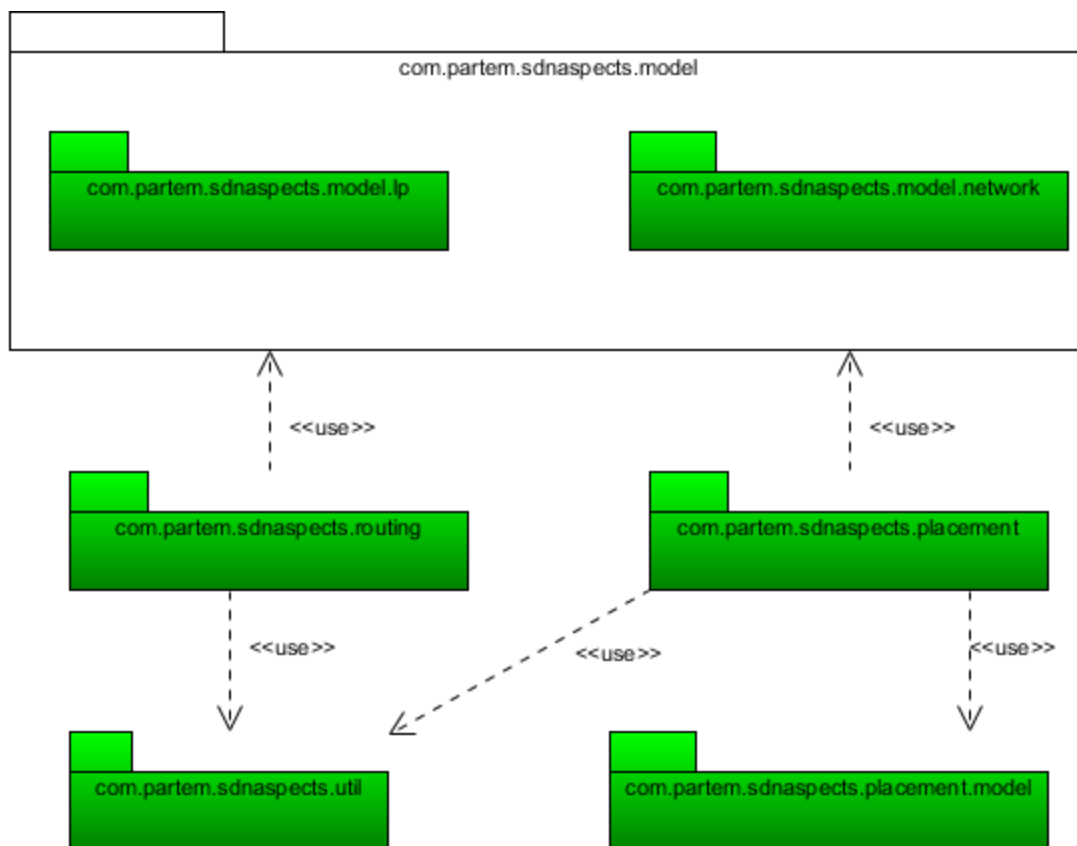 com.partem.sdnaspects.model
com.partem.sdnaspects.model.lp
com.partem.sdnaspects.model.network
<<use>>
<<use>>
com.partem.sdnaspects.routing
com.partem.sdnaspects.placement
<<use>>
<<use>>
<<use>>
com.partem.sdnaspects.util
com.partem.sdnaspects.placement.model